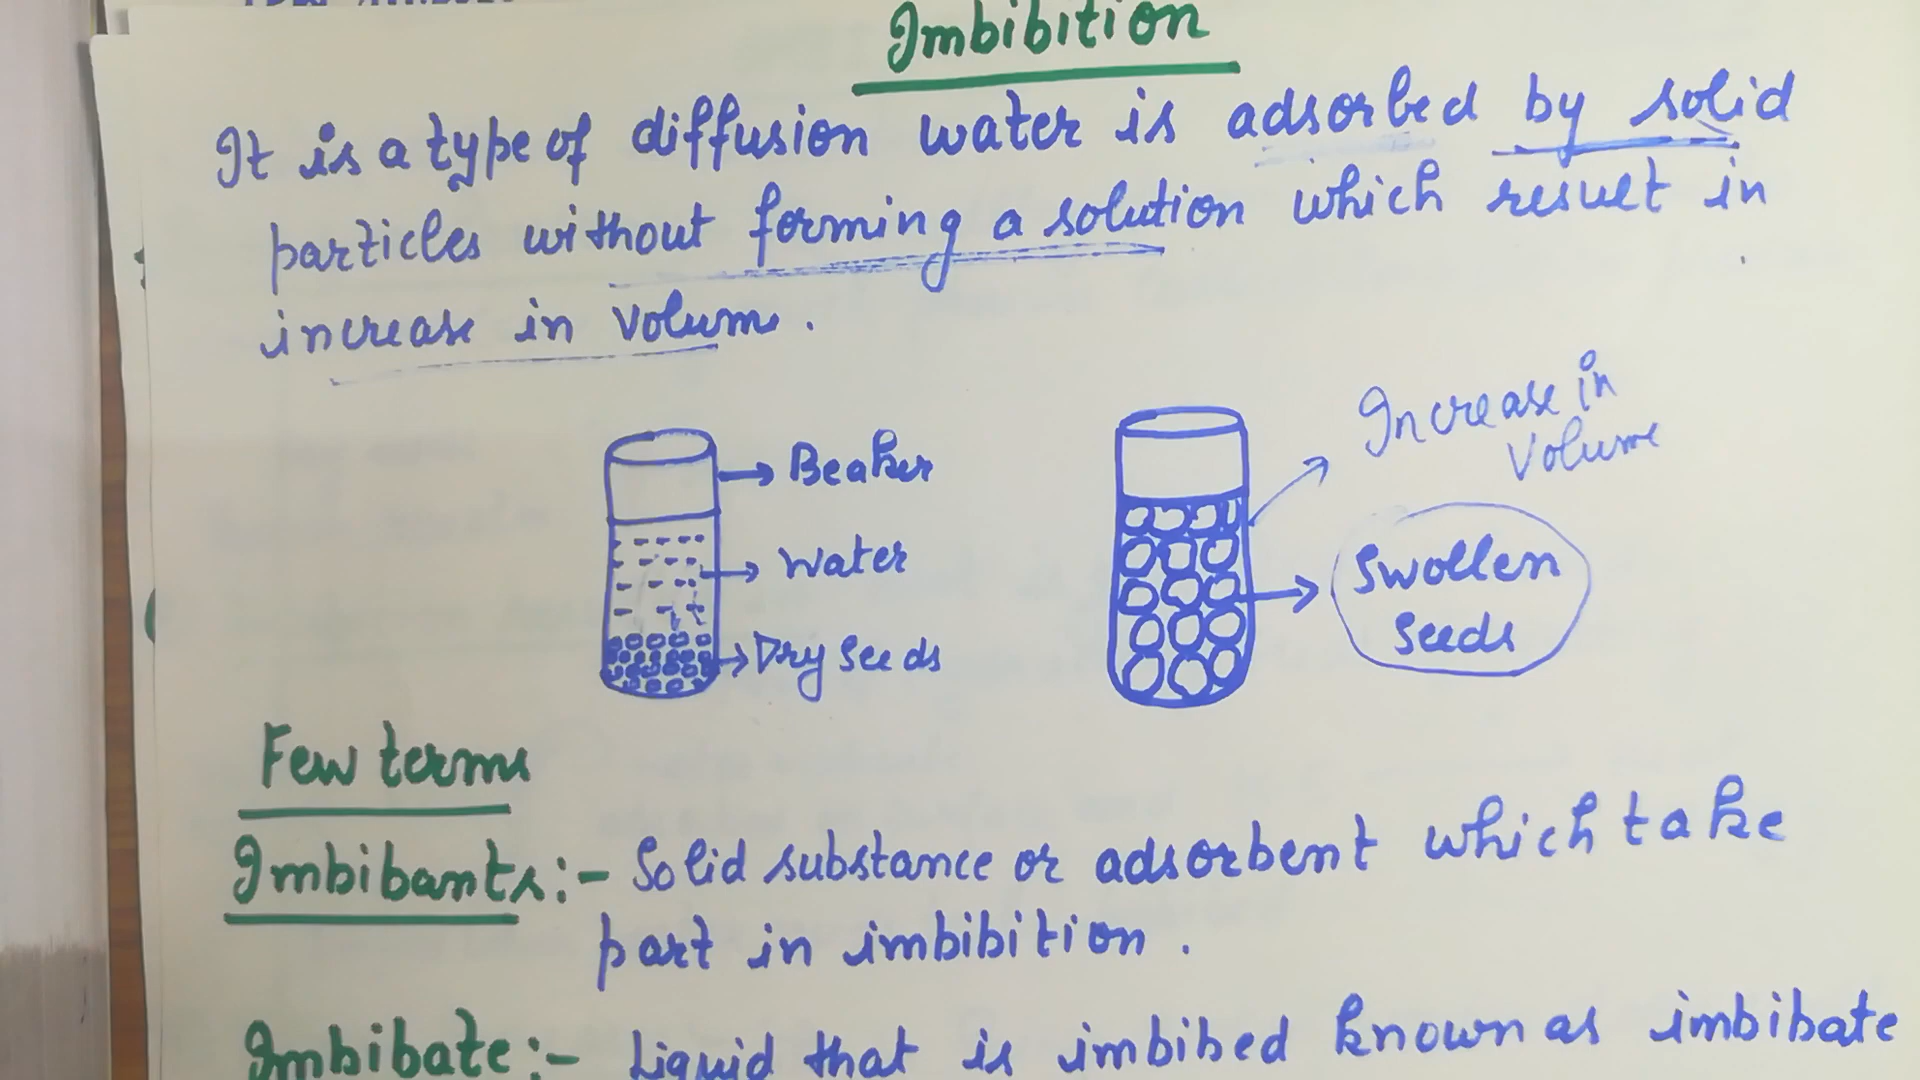 Imbibition
It is a type of diffusion water is adsorbed by solid
particles without forming a solution which result in
increase in volume.
Beaker
Water
Dry seeds
Increase in
Volume
Swollen
Seeds
Few terms
Imbibants:- Solid substance or adsorbent which take
part in imbibition.
Imbibate:- Liquid that is imbibed known as imbibate